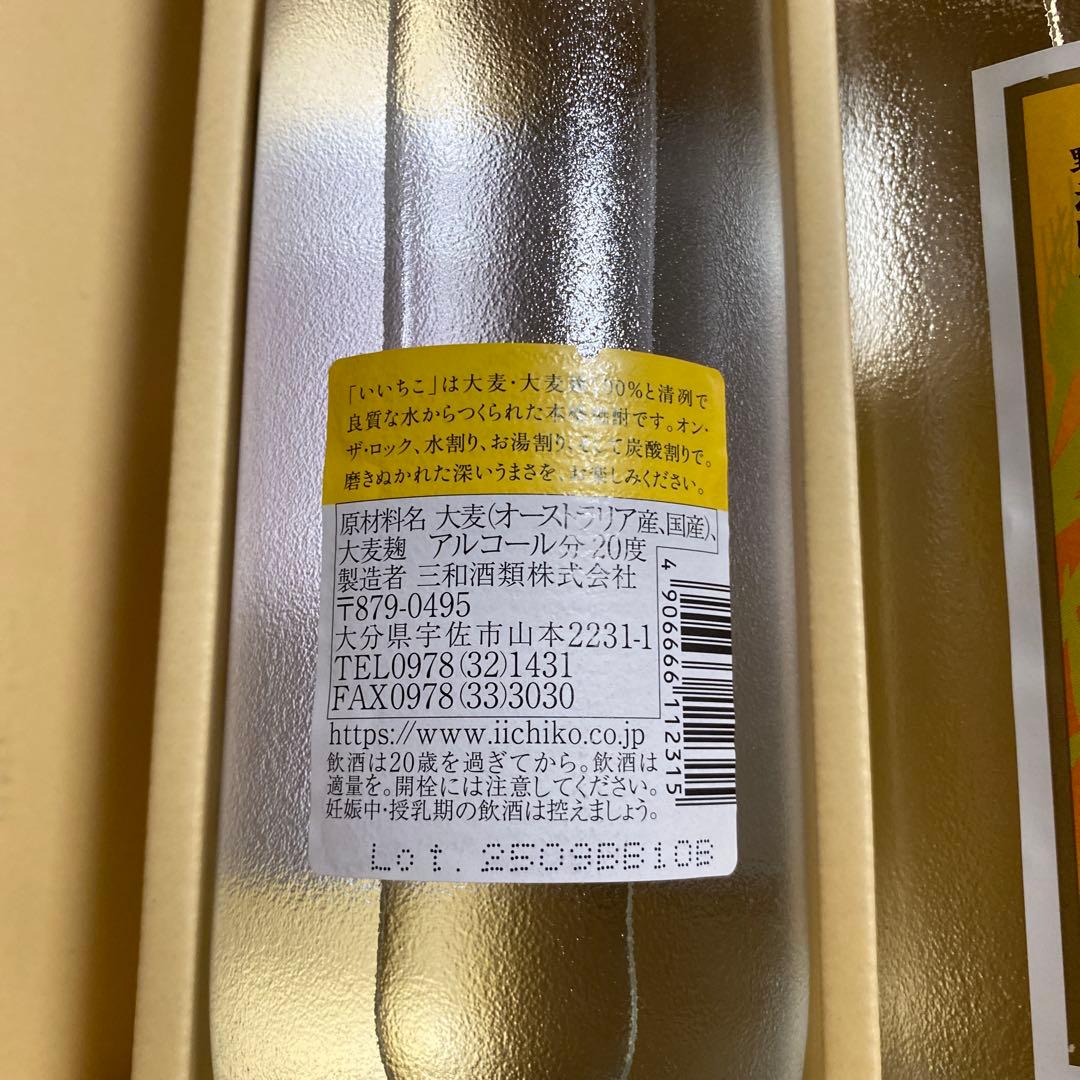 「いいちこ」は大麦・大麦麹100%と清冽で
良質な水からつくられた本格焼酎です。オン・
ザ・ロック、水割り、お湯割り、そして炭酸割りで。
磨きぬかれた深いうまさを、お楽しみください。
原材料名 大麦(オーストラリア産、国産)、
大麦麹 アルコール分 20度
製造者 三和酒類株式会社
〒879-0495
大分県宇佐市山本2231-1
TEL0978(32)1431
FAX0978(33)3030
https://www.iichiko.co.jp
飲酒は20歳を過ぎてから。飲酒は
適量を。開栓には注意してください。
妊娠中・授乳期の飲酒は控えましょう。
4906666112315